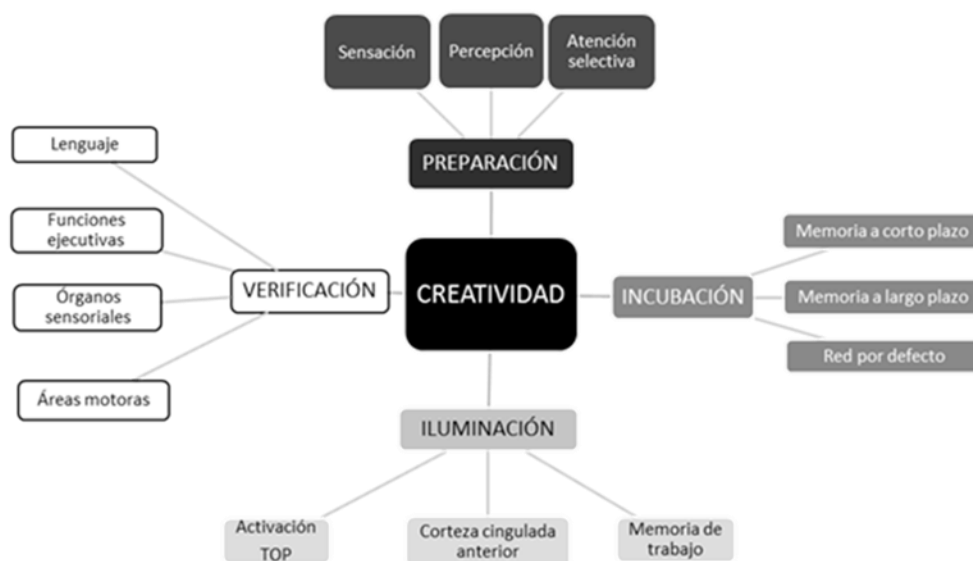 Sensación
Percepción
Atención
selectiva
PREPARACIÓN
Lenguaje
Funciones
ejecutivas
Órganos
sensoriales
Áreas motoras
VERIFICACIÓN
CREATIVIDAD
INCUBACIÓN
Memoria a corto plazo
Memoria a largo plazo
Red por defecto
ILUMINACIÓN
Activación
TOP
Corteza cingulada
anterior
Memoria de
trabajo